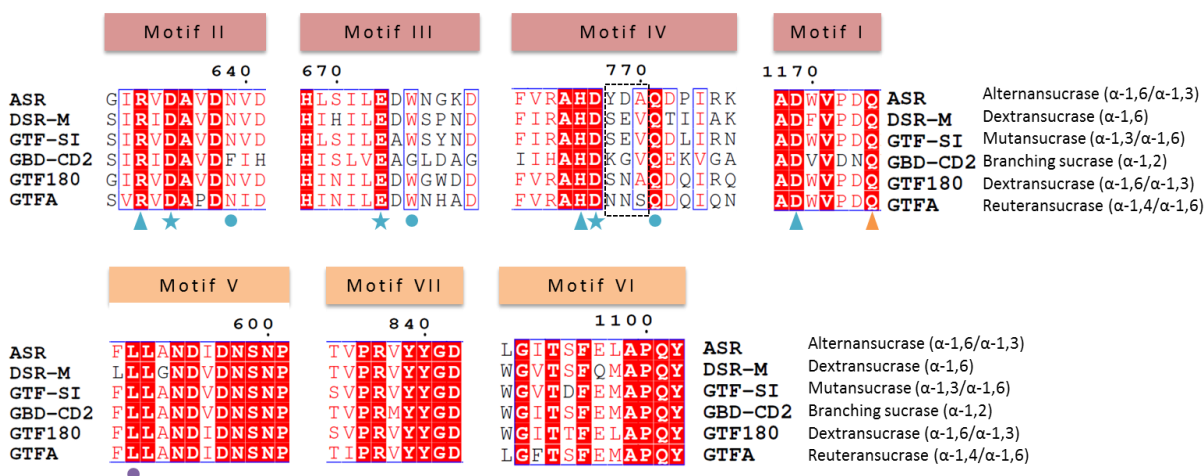 Motif II Motif III Motif IV Motif I
640 670 770 1170
ASR GIRVDAVDNVD HLSILEDWNGKD FVRAHDYDAQDPIRK ADWVPDQ ASR Alternansucrase (α-1,6/α-1,3)
DSR-M SIRIDAVDNVD HIHILEDWSPND FVRAHDSEVQTIIAK ADFVPDQ DSR-M Dextransucrase (α-1,6)
GTF-SI SIRVDAVDNVD HLSILEAWSYND FIRAHDSEVQDLIRN ADWVPDQ GTF-SI Mutansucrase (α-1,3/α-1,6)
GBD-CD2 SIRIDAVDFIH HISLVEAGLDAG IIHAHDKGVQEKVGA ADVVDNQ GBD-CD2 Branching sucrase (α-1,2)
GTF180 GIRVDAVDNVD HINILEDWGWDD FVRAHDSNAQDQIRQ ADWVPDQ GTF180 Dextransucrase (α-1,6/α-1,3)
GTFA SVRVDAPDNID HINILEDWNHAD FVRAHDNNSQDQIQN ADWVPDQ GTFA Reuteransucrase (α-1,4/α-1,6)
Motif V Motif VII Motif VI
600 840 1100
ASR FLLANDIDNSNP TVPRVYYGD LGITSFELAPQY ASR Alternansucrase (α-1,6/α-1,3)
DSR-M LLLGNDVDNSNP TVPRVYYGD WGVTSFQMAPQY DSR-M Dextransucrase (α-1,6)
GTF-SI FLLANDVDNSNP SVPRVYYGD WGVTDFEMAPQY GTF-SI Mutansucrase (α-1,3/α-1,6)
GBD-CD2 FLLANDVDNSNP TVPRMYYGD WGITSFEMAPQY GBD-CD2 Branching sucrase (α-1,2)
GTF180 FLLANDIDNSNP SVPRVYYGD WGITTFELAPQY GTF180 Dextransucrase (α-1,6/α-1,3)
GTFA FLLANDIDNSNP TIPRVYYGD LGFTSFEMAPQY GTFA Reuteransucrase (α-1,4/α-1,6)